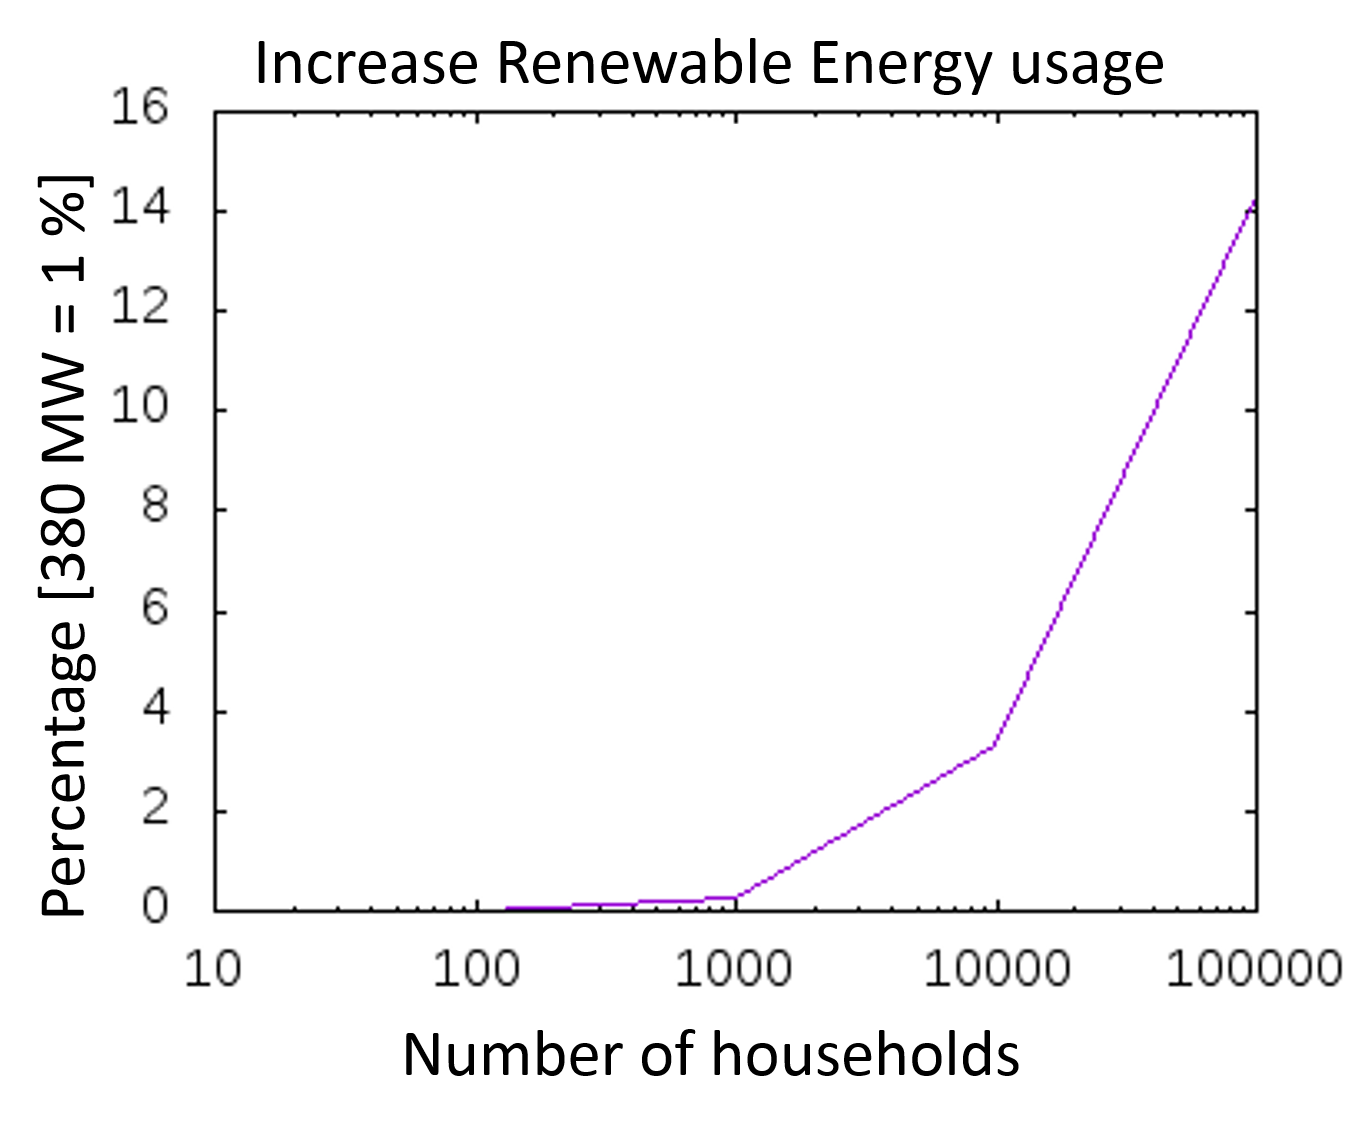 Increase Renewable Energy usage
Percentage [380 MW = 1 %]
16
14
12
10
8
6
4
2
0
10 100 1000 10000 100000
Number of households